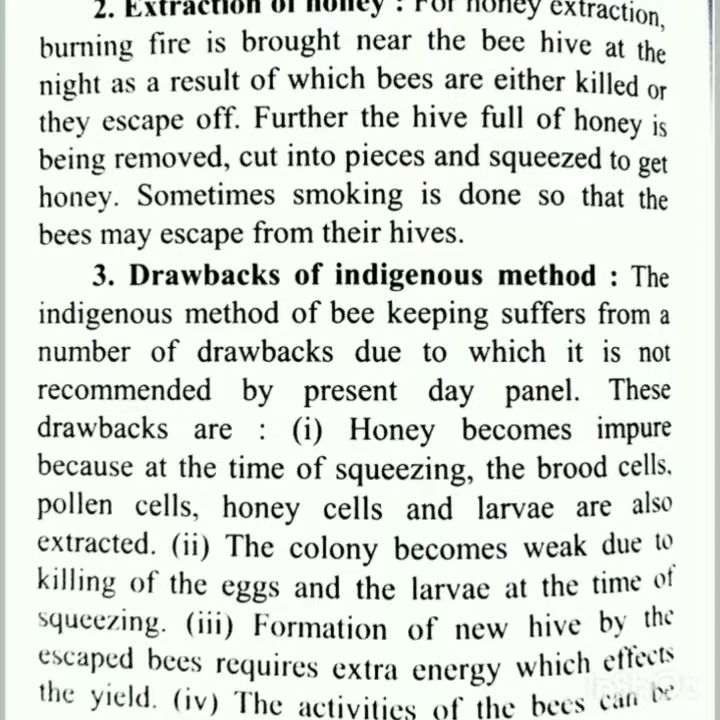 2. Extraction of honey : For honey extraction,
burning fire is brought near the bee hive at the
night as a result of which bees are either killed or
they escape off. Further the hive full of honey is
being removed, cut into pieces and squeezed to get
honey. Sometimes smoking is done so that the
bees may escape from their hives.
3. Drawbacks of indigenous method : The
indigenous method of bee keeping suffers from a
number of drawbacks due to which it is not
recommended by present day panel. These
drawbacks are : (i) Honey becomes impure
because at the time of squeezing, the brood cells,
pollen cells, honey cells and larvae are also
extracted. (ii) The colony becomes weak due to
killing of the eggs and the larvae at the time of
squeezing. (iii) Formation of new hive by the
escaped bees requires extra energy which effects
the yield. (iv) The activities of the bees can be